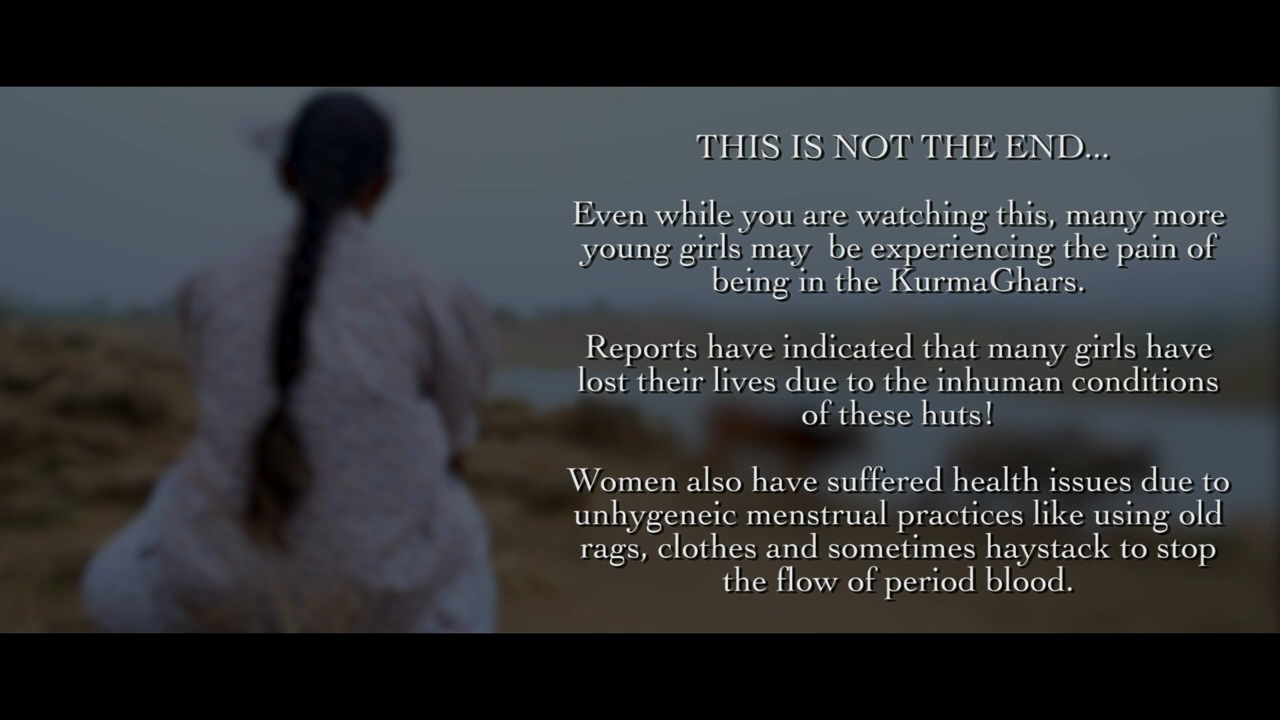 THIS IS NOT THE END...
Even while you are watching this, many more
young girls may  be experiencing the pain of
being in the KurmaGhars.
Reports have indicated that many girls have
lost their lives due to the inhuman conditions
of these huts!
Women also have suffered health issues due to
unhygeneic menstrual practices like using old
rags, clothes and sometimes haystack to stop
the flow of period blood.